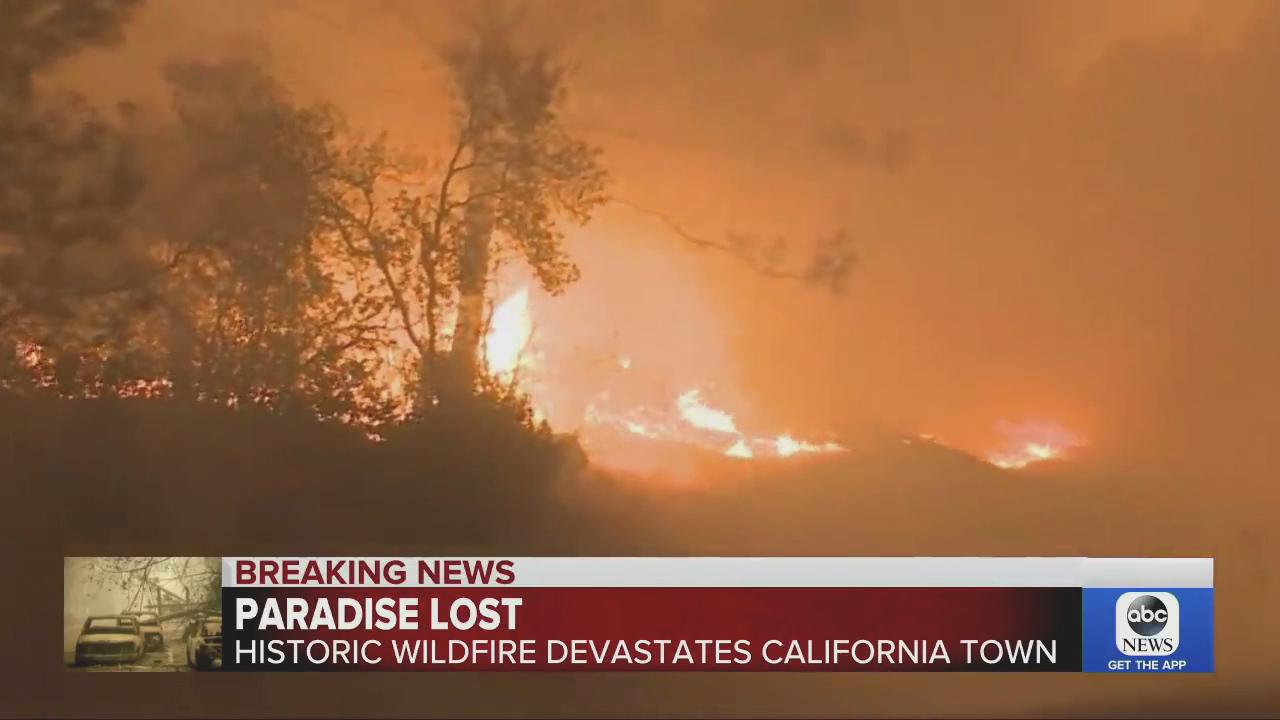 BREAKING NEWS
PARADISE LOST
HISTORIC WILDFIRE DEVASTATES CALIFORNIA TOWN
abc
NEWS
GET THE APP